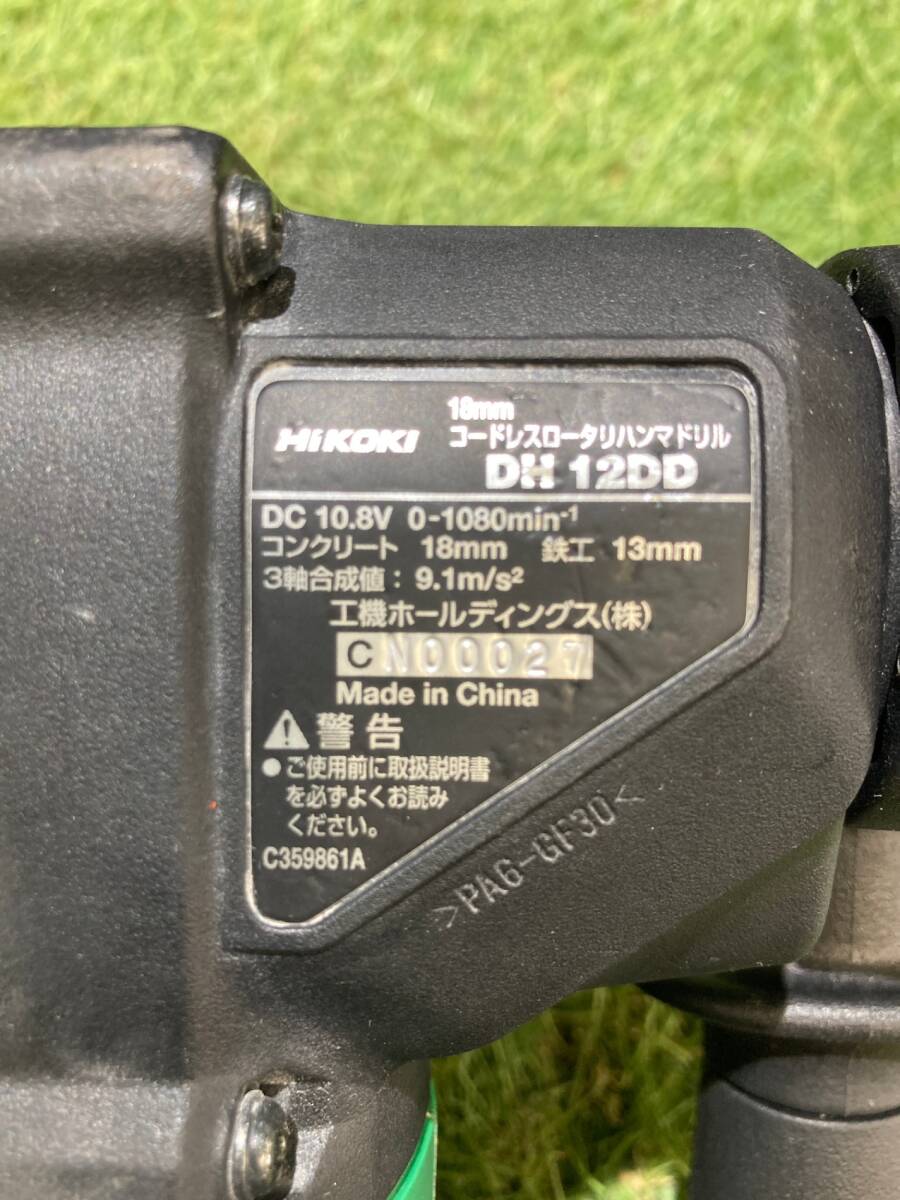 18mm
HiKOKI コードレスロータリハンマドリル
DH 12DD
DC 10.8V 0-1080min⁻¹
コンクリート 18mm 鉄工 13mm
3軸合成値：9.1m/s²
工機ホールディングス(株)
C N00027
Made in China
警告
●ご使用前に取扱説明書
を必ずよくお読み
ください。
C359861A
>PA6-GF30<